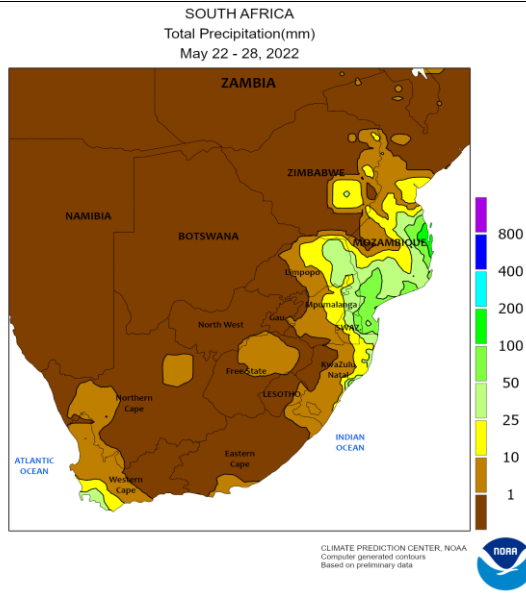 SOUTH AFRICA
Total Precipitation(mm)
May 22 - 28, 2022
ZAMBIA
ZIMBABWE
NAMIBIA
BOTSWANA
MOZAMBIQUE
Limpopo
Mpumalanga
North West
Gau.
SWAZ.
Free State
KwaZulu
Natal
LESOTHO
Northern
Cape
Eastern
Cape
Western
Cape
ATLANTIC
OCEAN
INDIAN
OCEAN
800
400
200
100
50
25
10
1
CLIMATE PREDICTION CENTER, NOAA
Computer generated contours
Based on preliminary data
NOAA